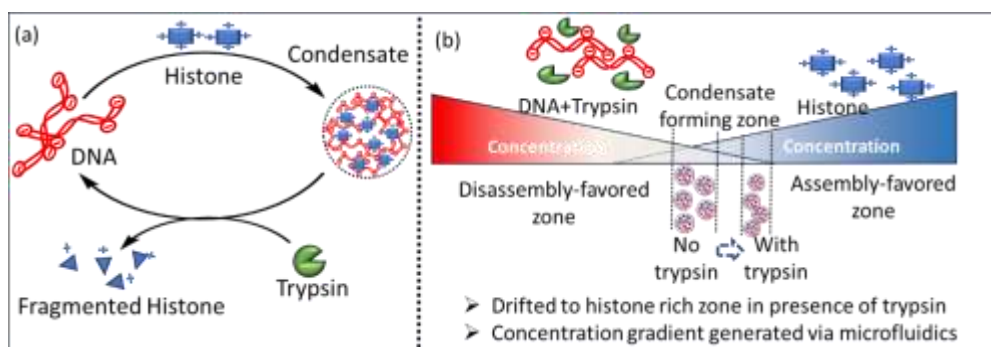 (a)
Histone
Condensate
DNA
Fragmented Histone
Trypsin
(b)
DNA+Trypsin
Condensate
forming zone
Histone
Concentration
Concentration
Disassembly-favored
zone
Assembly-favored
zone
No
trypsin
With
trypsin
➢ Drifted to histone rich zone in presence of trypsin
➢ Concentration gradient generated via microfluidics